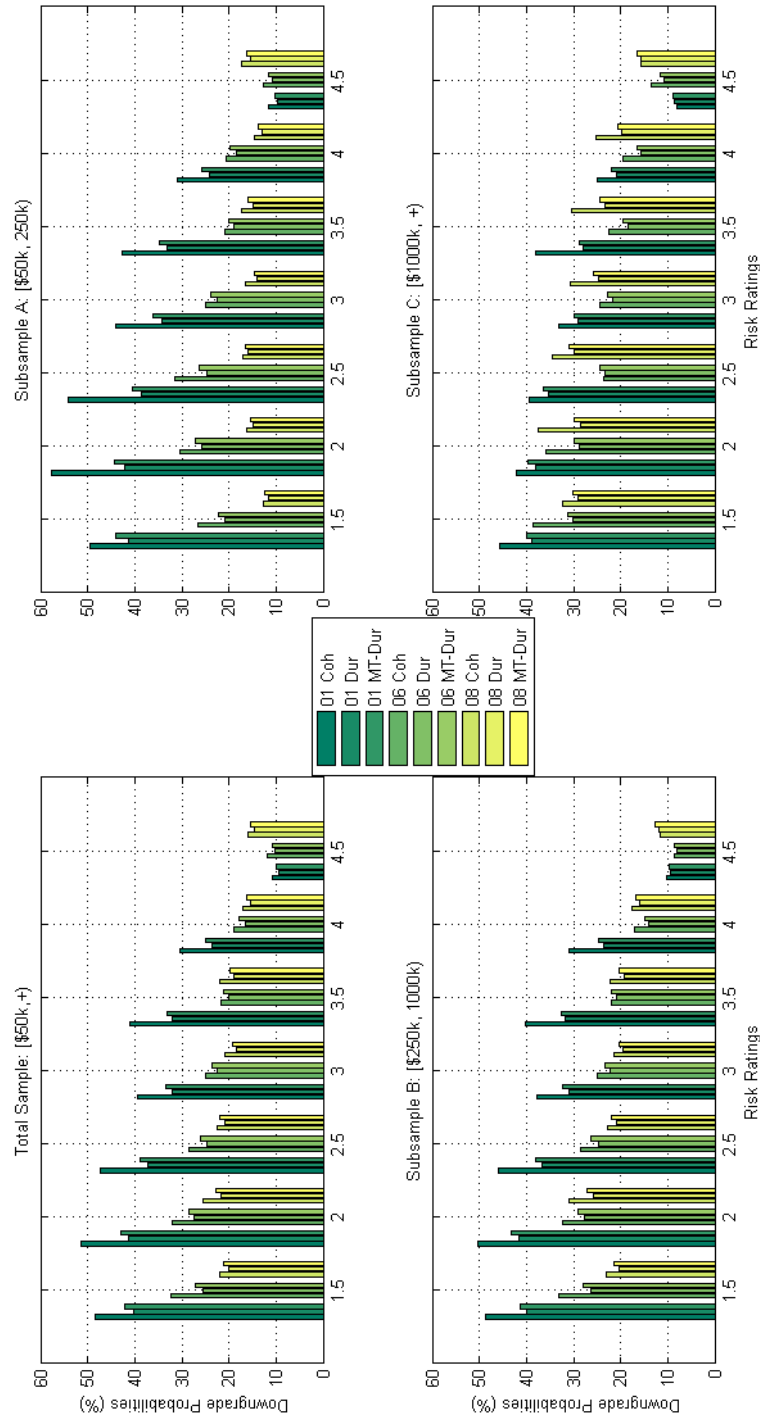 Total Sample: [$50k,+)
60
50
40
30
20
10
0
1.5 2 2.5 3 3.5 4 4.5
Downgrade Probabilities (%)
Subsample A: [$50k, 250k)
60
50
40
30
20
10
0
1.5 2 2.5 3 3.5 4 4.5
01 Coh
01 Dur
01 MT-Dur
06 Coh
06 Dur
06 MT-Dur
08 Coh
08 Dur
08 MT-Dur
Subsample B: [$250k, 1000k)
60
50
40
30
20
10
0
1.5 2 2.5 3 3.5 4 4.5
Downgrade Probabilities (%)
Risk Ratings
Subsample C: [$1000k, +)
60
50
40
30
20
10
0
1.5 2 2.5 3 3.5 4 4.5
Risk Ratings